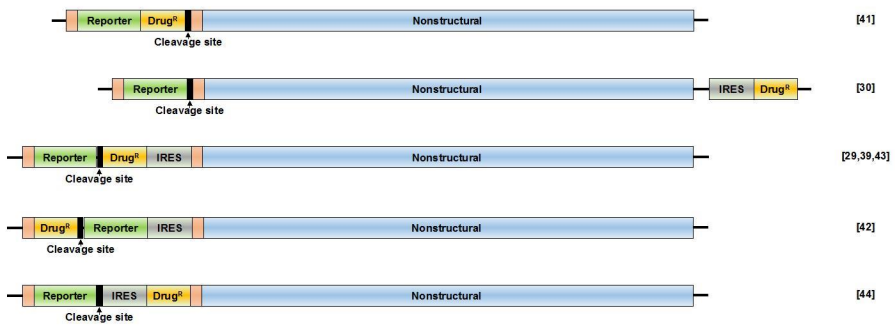 Reporter Drug^R Nonstructural [41]
Cleavage site
Reporter Nonstructural IRES Drug^R [30]
Cleavage site
Reporter Drug^R IRES Nonstructural [29,39,43]
Cleavage site
Drug^R Reporter IRES Nonstructural [42]
Cleavage site
Reporter IRES Drug^R Nonstructural [44]
Cleavage site